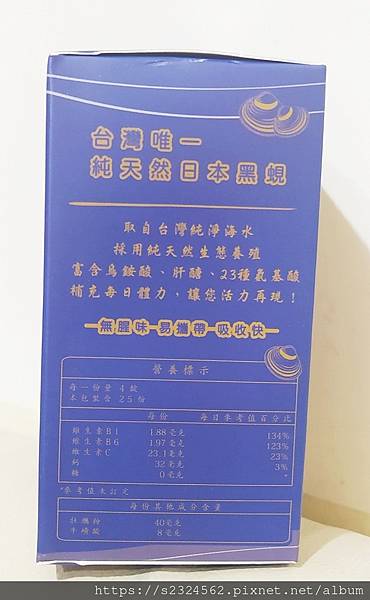 台灣唯一
純天然日本黑蜆
取自台灣純淨海水
採用純天然生態養殖
富含鳥胺酸、肝醣、23種氨基酸
補充每日體力，讓您活力再現！
無腥味 易攜帶 吸收快
營養標示
每一份量 4 錠
本包裝含 25 份
每份 每日參考值百分比
維生素B1 1.88 毫克 134%
維生素B6 1.97 毫克 123%
維生素C 23.1 毫克 23%
鈣 32 毫克 3%
糖 0 毫克 *
*參考值未訂定
每份其他成分含量
牡蠣粉 40毫克
牛磺酸 8毫克
https://s2324562.pixnet.net/album